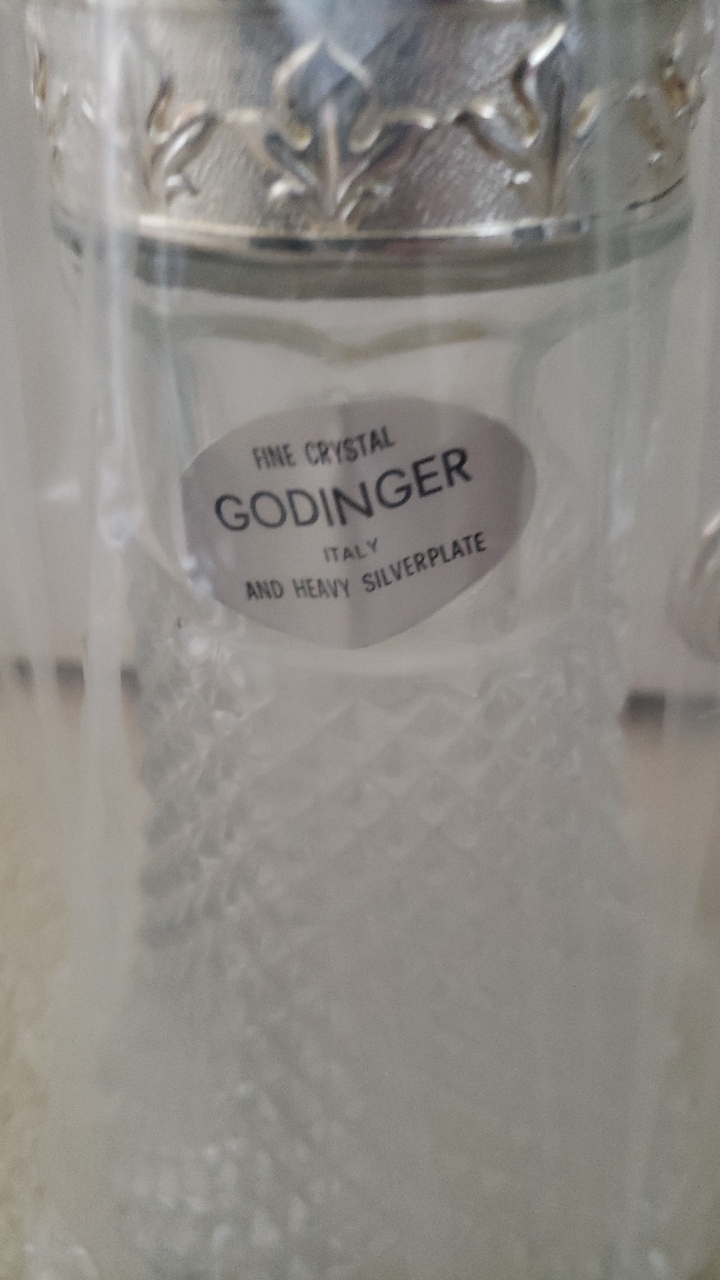 FINE CRYSTAL
GODINGER
ITALY
AND HEAVY SILVERPLATE